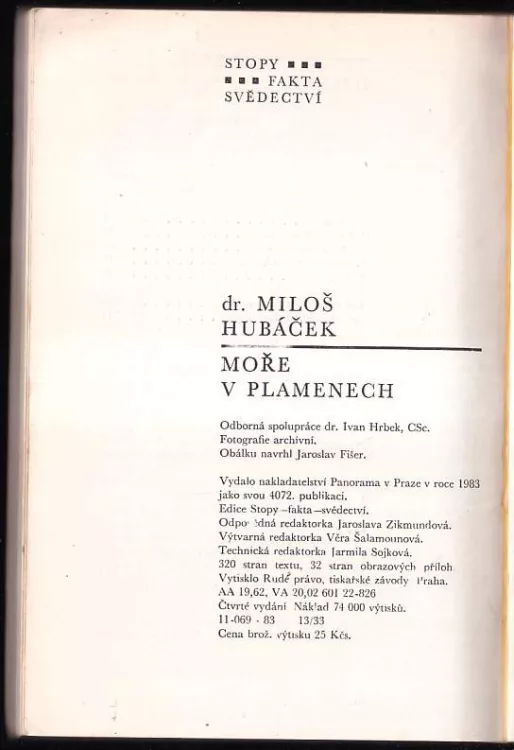 STOPY ■ ■ ■
■ ■ ■ FAKTA
SVĚDECTVÍ
dr. MILOŠ
HUBÁČEK
MOŘE
V PLAMENECH
Odborná spolupráce dr. Ivan Hrbek, CSc.
Fotografie archivní.
Obálku navrhl Jaroslav Fišer.
Vydalo nakladatelství Panorama v Praze v roce 1983
jako svou 4072. publikaci.
Edice Stopy–fakta–svědectví.
Odpovědná redaktorka Jaroslava Zikmundová.
Výtvarná redaktorka Věra Šalamounová.
Technická redaktorka Jarmila Sojková.
320 stran textu, 32 stran obrazových příloh
Vytisklo Rudé právo, tiskařské závody Praha.
AA 19,62, VA 20,02 601 22-826
Čtvrté vydání Náklad 74 000 výtisků.
11-069 - 83 13/33
Cena brož. výtisku 25 Kčs.